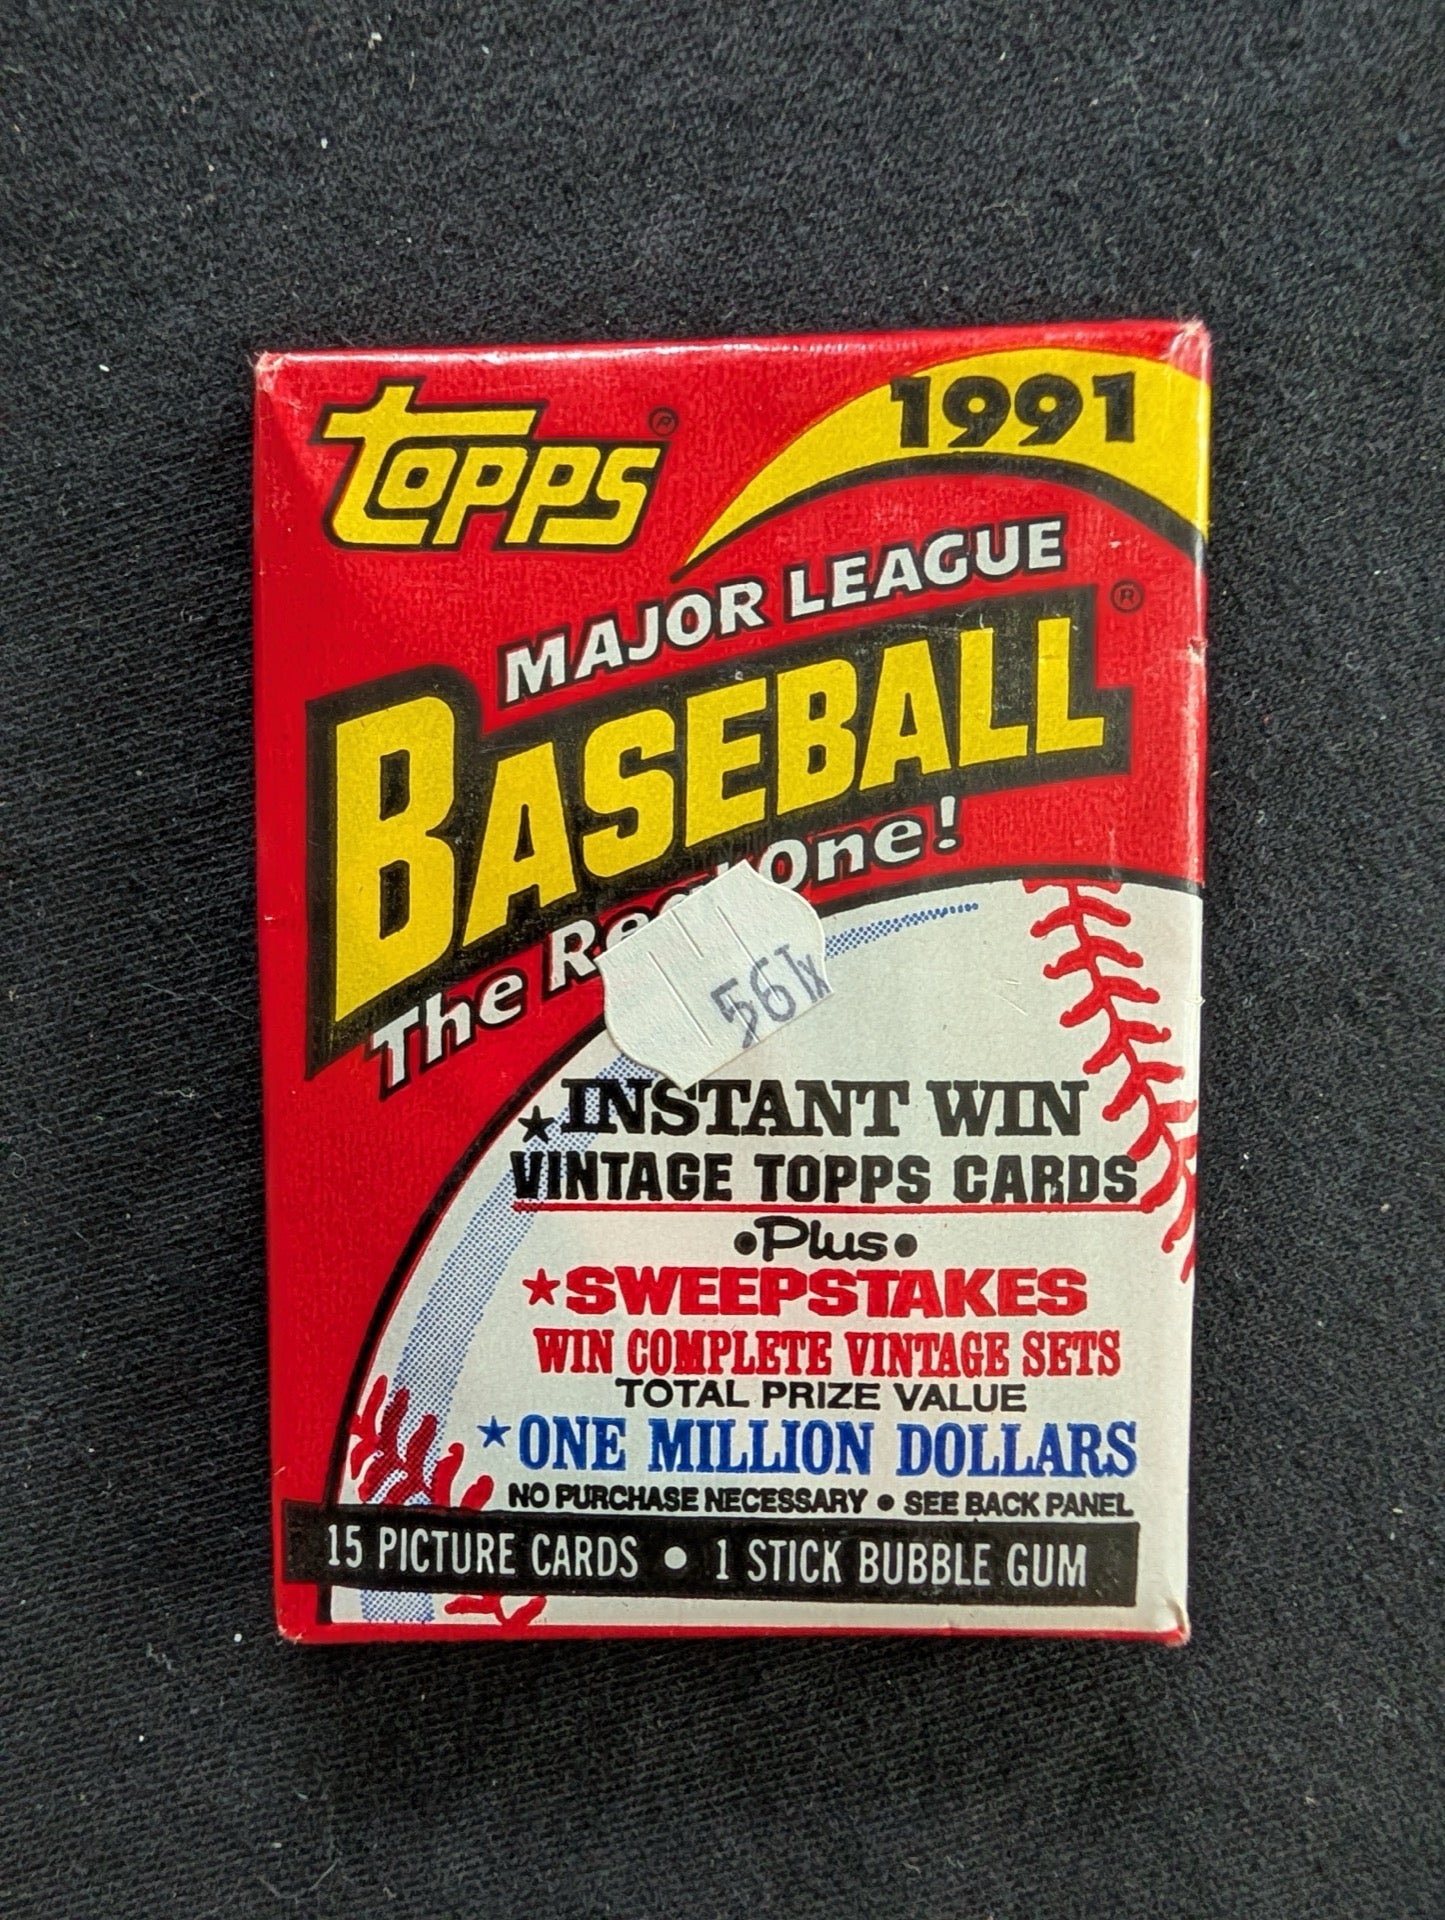 Topps®
1991
MAJOR LEAGUE
BASEBALL®
The Real One!
56Tx
★INSTANT WIN
VINTAGE TOPPS CARDS
•Plus•
★SWEEPSTAKES
WIN COMPLETE VINTAGE SETS
TOTAL PRIZE VALUE
★ONE MILLION DOLLARS
NO PURCHASE NECESSARY • SEE BACK PANEL
15 PICTURE CARDS • 1 STICK BUBBLE GUM